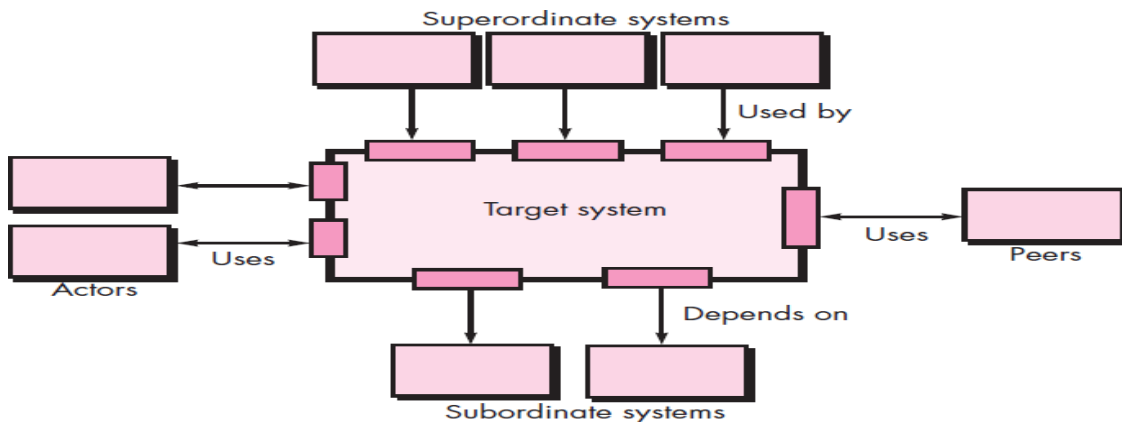 Superordinate systems
Used by
Target system
Uses
Uses
Peers
Actors
Depends on
Subordinate systems